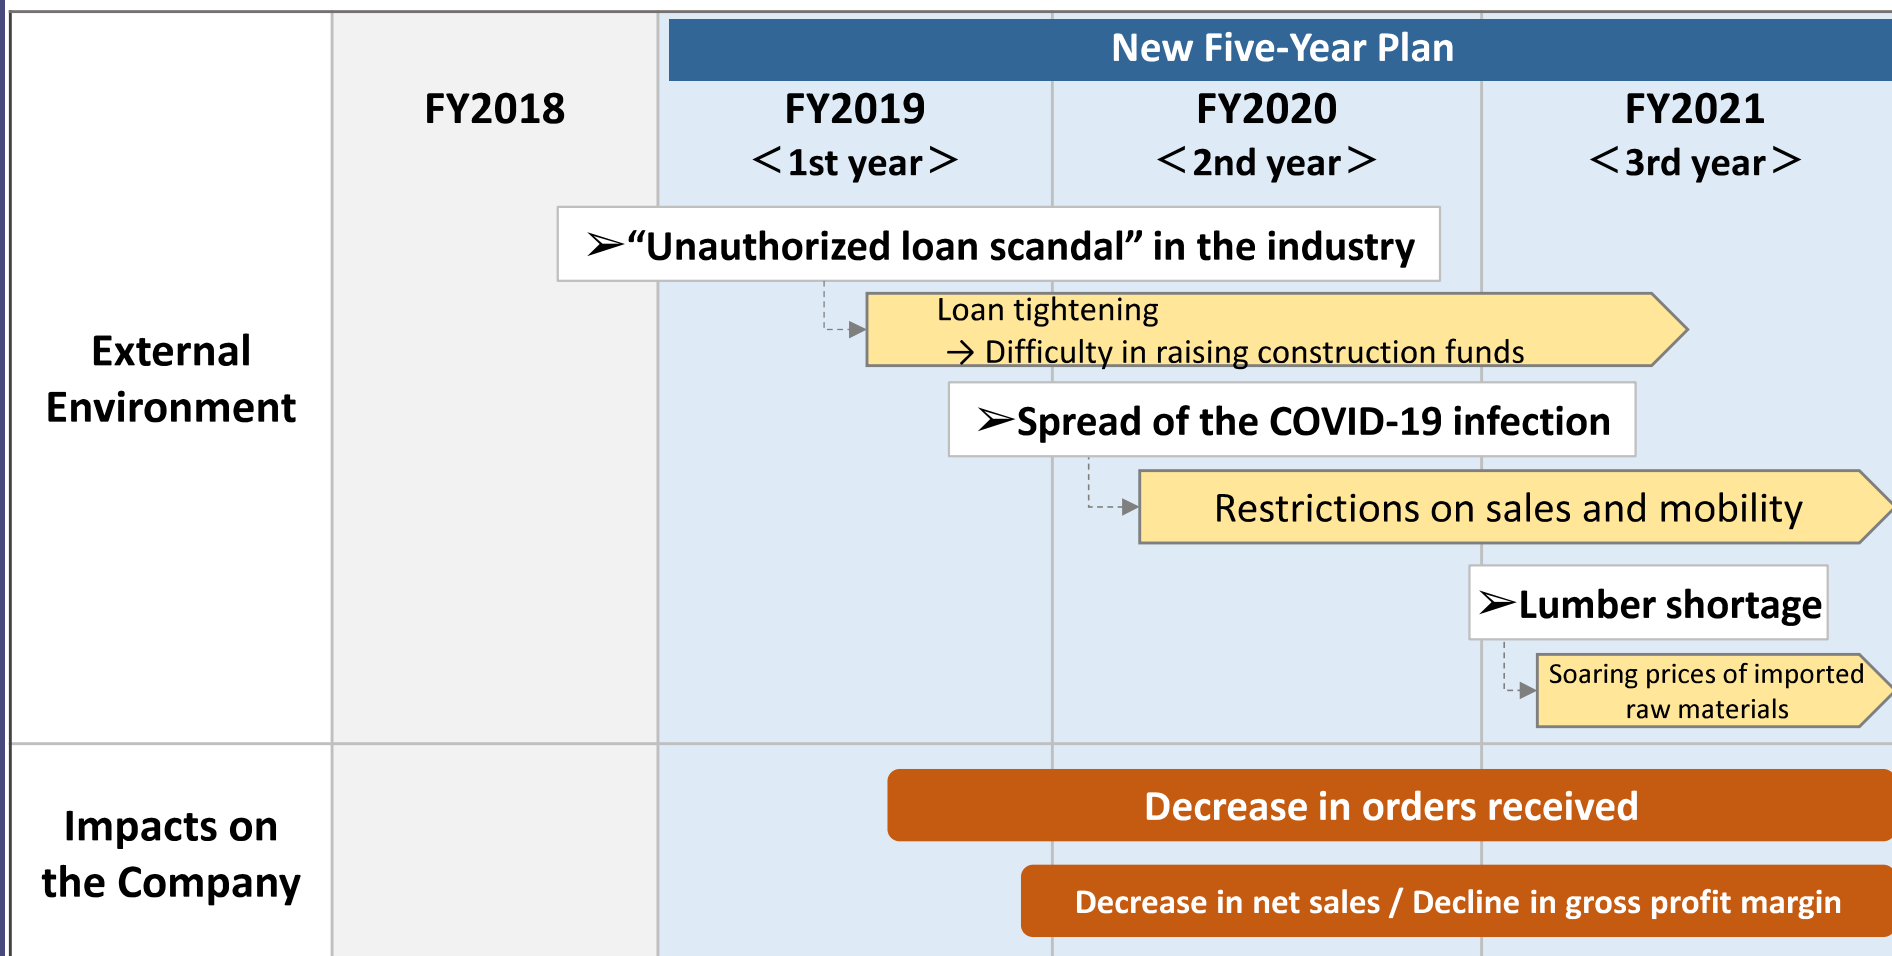 New Five-Year Plan
FY2018
FY2019
FY2020
FY2021
＜1st year＞
＜2nd year＞
＜3rd year＞
External
Environment
➢“Unauthorized loan scandal” in the industry
Loan tightening
→ Difficulty in raising construction funds
➢Spread of the COVID-19 infection
Restrictions on sales and mobility
➢Lumber shortage
Soaring prices of imported
raw materials
Impacts on
the Company
Decrease in orders received
Decrease in net sales / Decline in gross profit margin